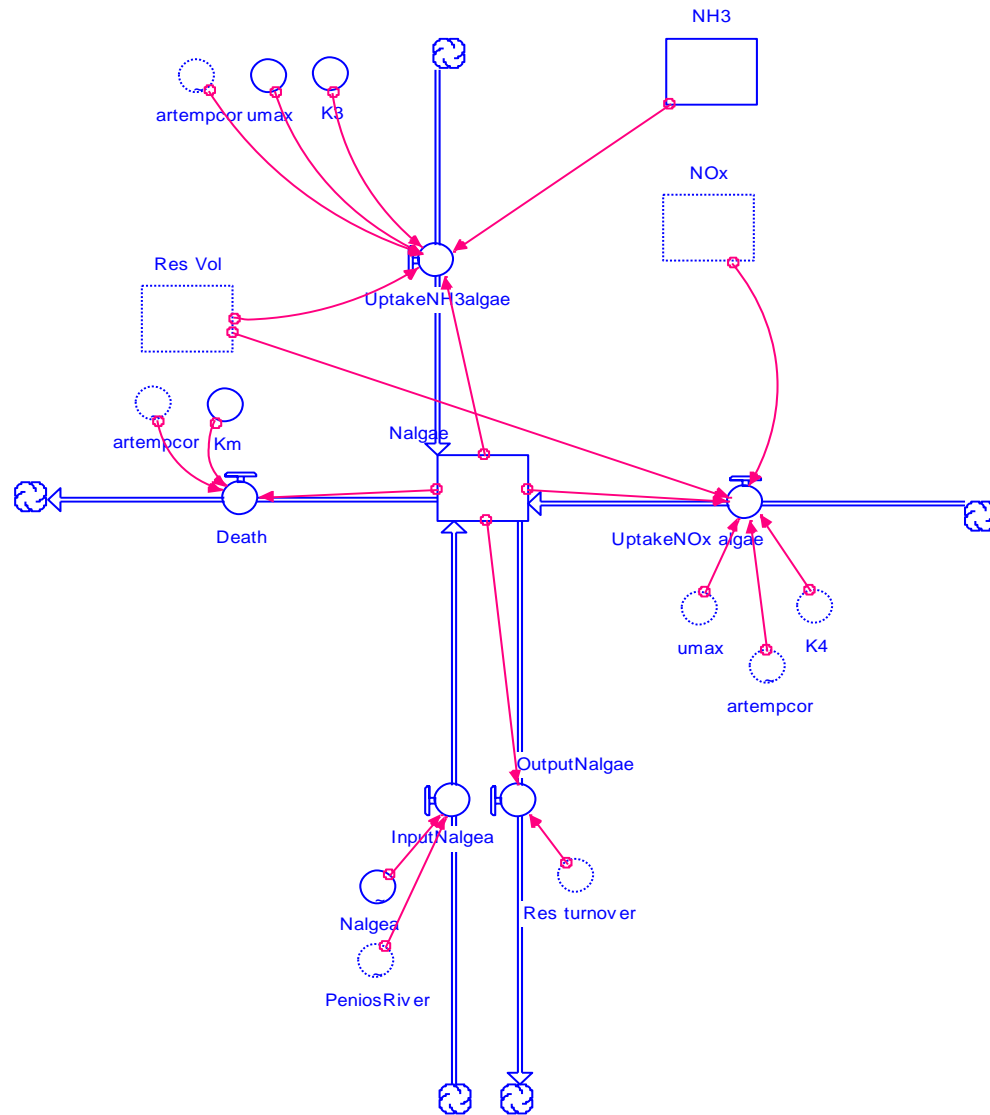 NH3
artempcor umax
K3
NOx
Res Vol
UptakeNH3algae
artempcor
Km
Nalgae
Death
UptakeNOx algae
umax
K4
artempcor
OutputNalgae
InputNalgea
Nalgea
Res turnover
PeniosRiver